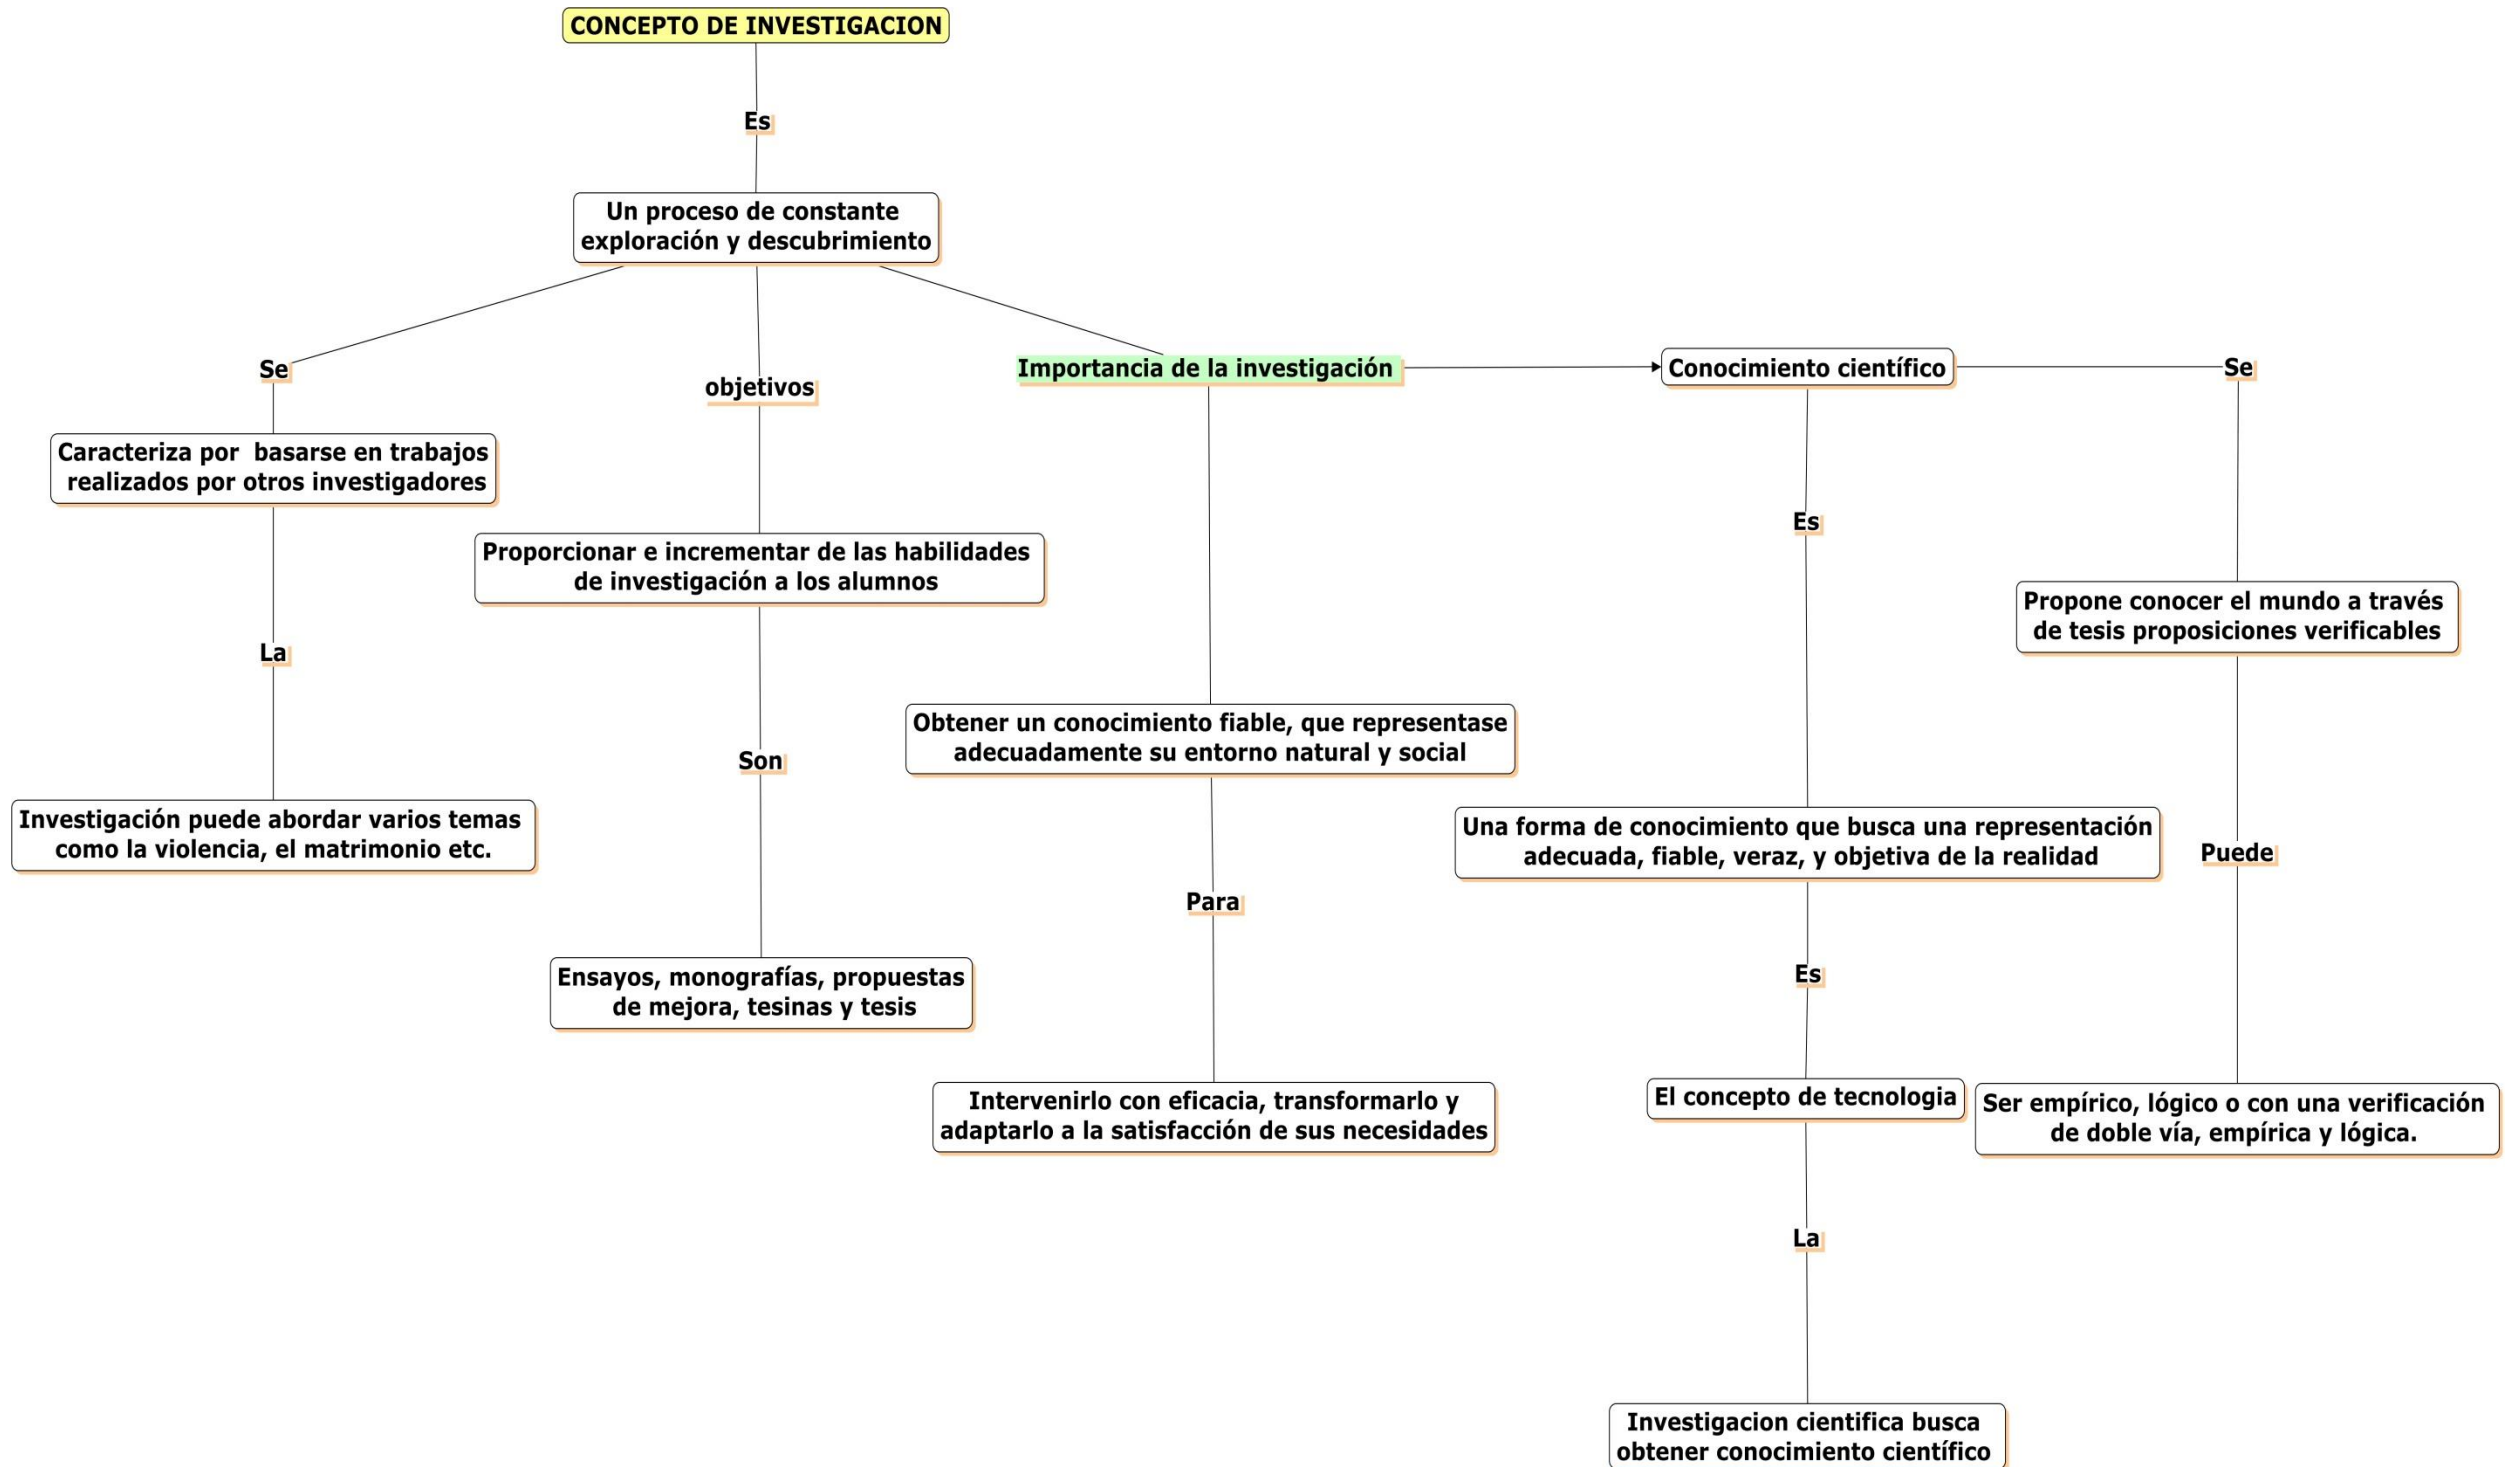 CONCEPTO DE INVESTIGACION
Es
Un proceso de constante
exploración y descubrimiento
Se
Caracteriza por  basarse en trabajos
realizados por otros investigadores
La
Investigación puede abordar varios temas
como la violencia, el matrimonio etc.
objetivos
Proporcionar e incrementar de las habilidades
de investigación a los alumnos
Son
Ensayos, monografías, propuestas
de mejora, tesinas y tesis
Importancia de la investigación
Obtener un conocimiento fiable, que representase
adecuadamente su entorno natural y social
Para
Intervenirlo con eficacia, transformarlo y
adaptarlo a la satisfacción de sus necesidades
Conocimiento científico
Es
Una forma de conocimiento que busca una representación
adecuada, fiable, veraz, y objetiva de la realidad
Es
El concepto de tecnologia
La
Investigacion cientifica busca
obtener conocimiento científico
Se
Propone conocer el mundo a través
de tesis proposiciones verificables
Puede
Ser empírico, lógico o con una verificación
de doble vía, empírica y lógica.